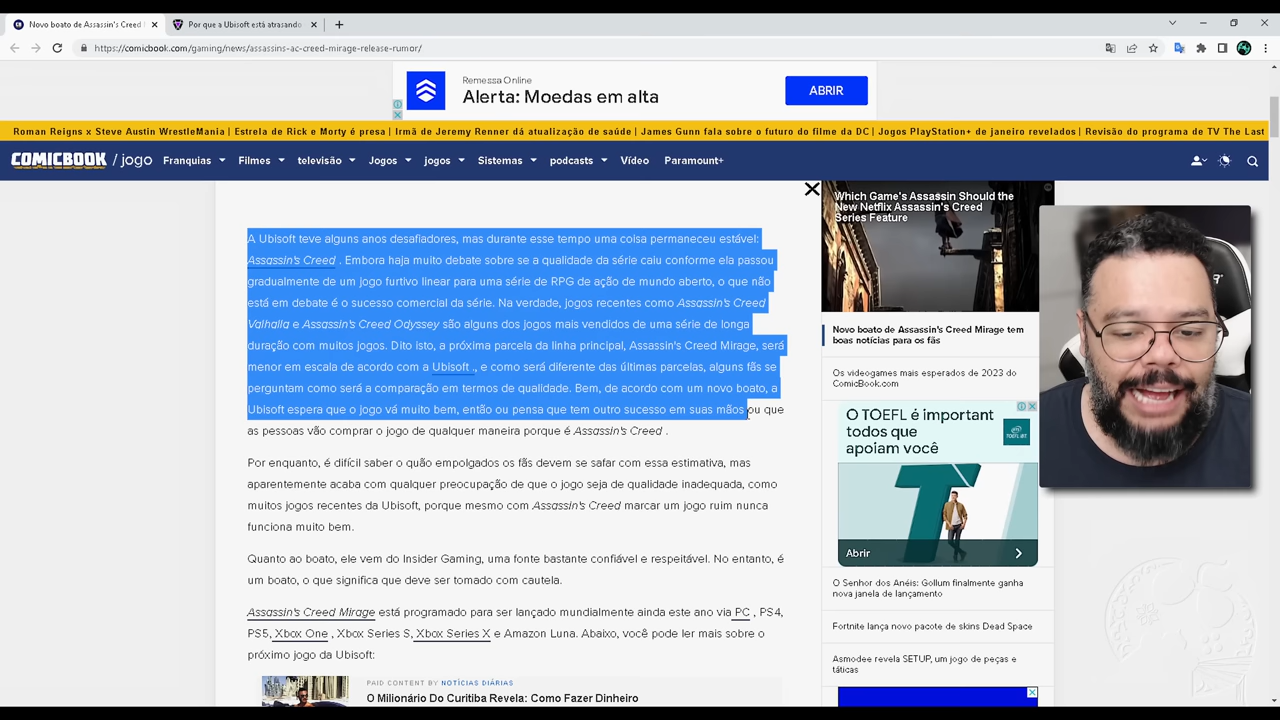 Novo boato de Assassin's Creed
Por que a Ubisoft está atrasando
https://comicbook.com/gaming/news/assassins-ac-creed-mirage-release-rumor/
Remessa Online
Alerta: Moedas em alta
ABRIR
Roman Reigns x Steve Austin WrestleMania | Estrela de Rick e Morty é presa | Irmã de Jeremy Renner dá atualização de saúde | James Gunn fala sobre o futuro do filme da DC | Jogos PlayStation+ de janeiro revelados | Revisão do programa de TV The Last
COMICBOOK / jogo
Franquias
Filmes
televisão
Jogos
jogos
Sistemas
podcasts
Vídeo
Paramount+
A Ubisoft teve alguns anos desafiadores, mas durante esse tempo uma coisa permaneceu estável:
Assassin's Creed . Embora haja muito debate sobre se a qualidade da série caiu conforme ela passou
gradualmente de um jogo furtivo linear para uma série de RPG de ação de mundo aberto, o que não
está em debate é o sucesso comercial da série. Na verdade, jogos recentes como Assassin's Creed
Valhalla e Assassin's Creed Odyssey são alguns dos jogos mais vendidos de uma série de longa
duração com muitos jogos. Dito isto, a próxima parcela da linha principal, Assassin's Creed Mirage, será
menor em escala de acordo com a Ubisoft ., e como será diferente das últimas parcelas, alguns fãs se
perguntam como será a comparação em termos de qualidade. Bem, de acordo com um novo boato, a
Ubisoft espera que o jogo vá muito bem, então ou pensa que tem outro sucesso em suas mãos ou que
as pessoas vão comprar o jogo de qualquer maneira porque é Assassin's Creed .
Por enquanto, é difícil saber o quão empolgados os fãs devem se safar com essa estimativa, mas
aparentemente acaba com qualquer preocupação de que o jogo seja de qualidade inadequada, como
muitos jogos recentes da Ubisoft, porque mesmo com Assassin's Creed marcar um jogo ruim nunca
funciona muito bem.
Quanto ao boato, ele vem do Insider Gaming, uma fonte bastante confiável e respeitável. No entanto, é
um boato, o que significa que deve ser tomado com cautela.
Assassin's Creed Mirage está programado para ser lançado mundialmente ainda este ano via PC , PS4,
PS5, Xbox One , Xbox Series S, Xbox Series X e Amazon Luna. Abaixo, você pode ler mais sobre o
próximo jogo da Ubisoft:
PAID CONTENT BY NOTÍCIAS DIÁRIAS
O Milionário Do Curitiba Revela: Como Fazer Dinheiro
Which Game's Assassin Should the
New Netflix Assassin's Creed
Series Feature
Novo boato de Assassin's Creed Mirage tem
boas notícias para os fãs
Os videogames mais esperados de 2023 do
ComicBook.com
O TOEFL é important
todos que
apoiam você
Abrir
O Senhor dos Anéis: Gollum finalmente ganha
nova janela de lançamento
Fortnite lança novo pacote de skins Dead Space
Asmodee revela SETUP, um jogo de peças e
táticas